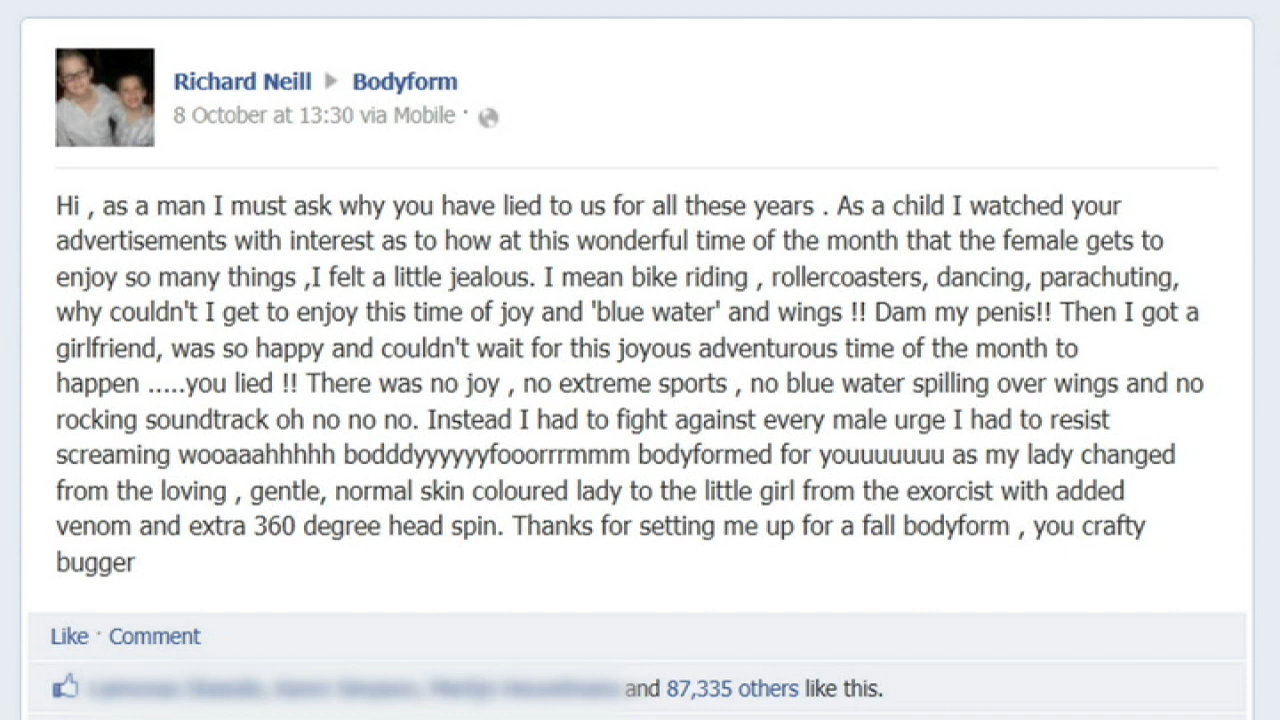 Richard Neill Bodyform
8 October at 13:30 via Mobile ·
Hi , as a man I must ask why you have lied to us for all these years . As a child I watched your
advertisements with interest as to how at this wonderful time of the month that the female gets to
enjoy so many things ,I felt a little jealous. I mean bike riding , rollercoasters, dancing, parachuting,
why couldn't I get to enjoy this time of joy and 'blue water' and wings !! Dam my penis!! Then I got a
girlfriend, was so happy and couldn't wait for this joyous adventurous time of the month to
happen .....you lied !! There was no joy , no extreme sports , no blue water spilling over wings and no
rocking soundtrack oh no no no. Instead I had to fight against every male urge I had to resist
screaming wooaaahhhhh bodddyyyyyyfooorrrmmm bodyformed for youuuuuuu as my lady changed
from the loving , gentle, normal skin coloured lady to the little girl from the exorcist with added
venom and extra 360 degree head spin. Thanks for setting me up for a fall bodyform , you crafty
bugger
Like · Comment
and 87,335 others like this.